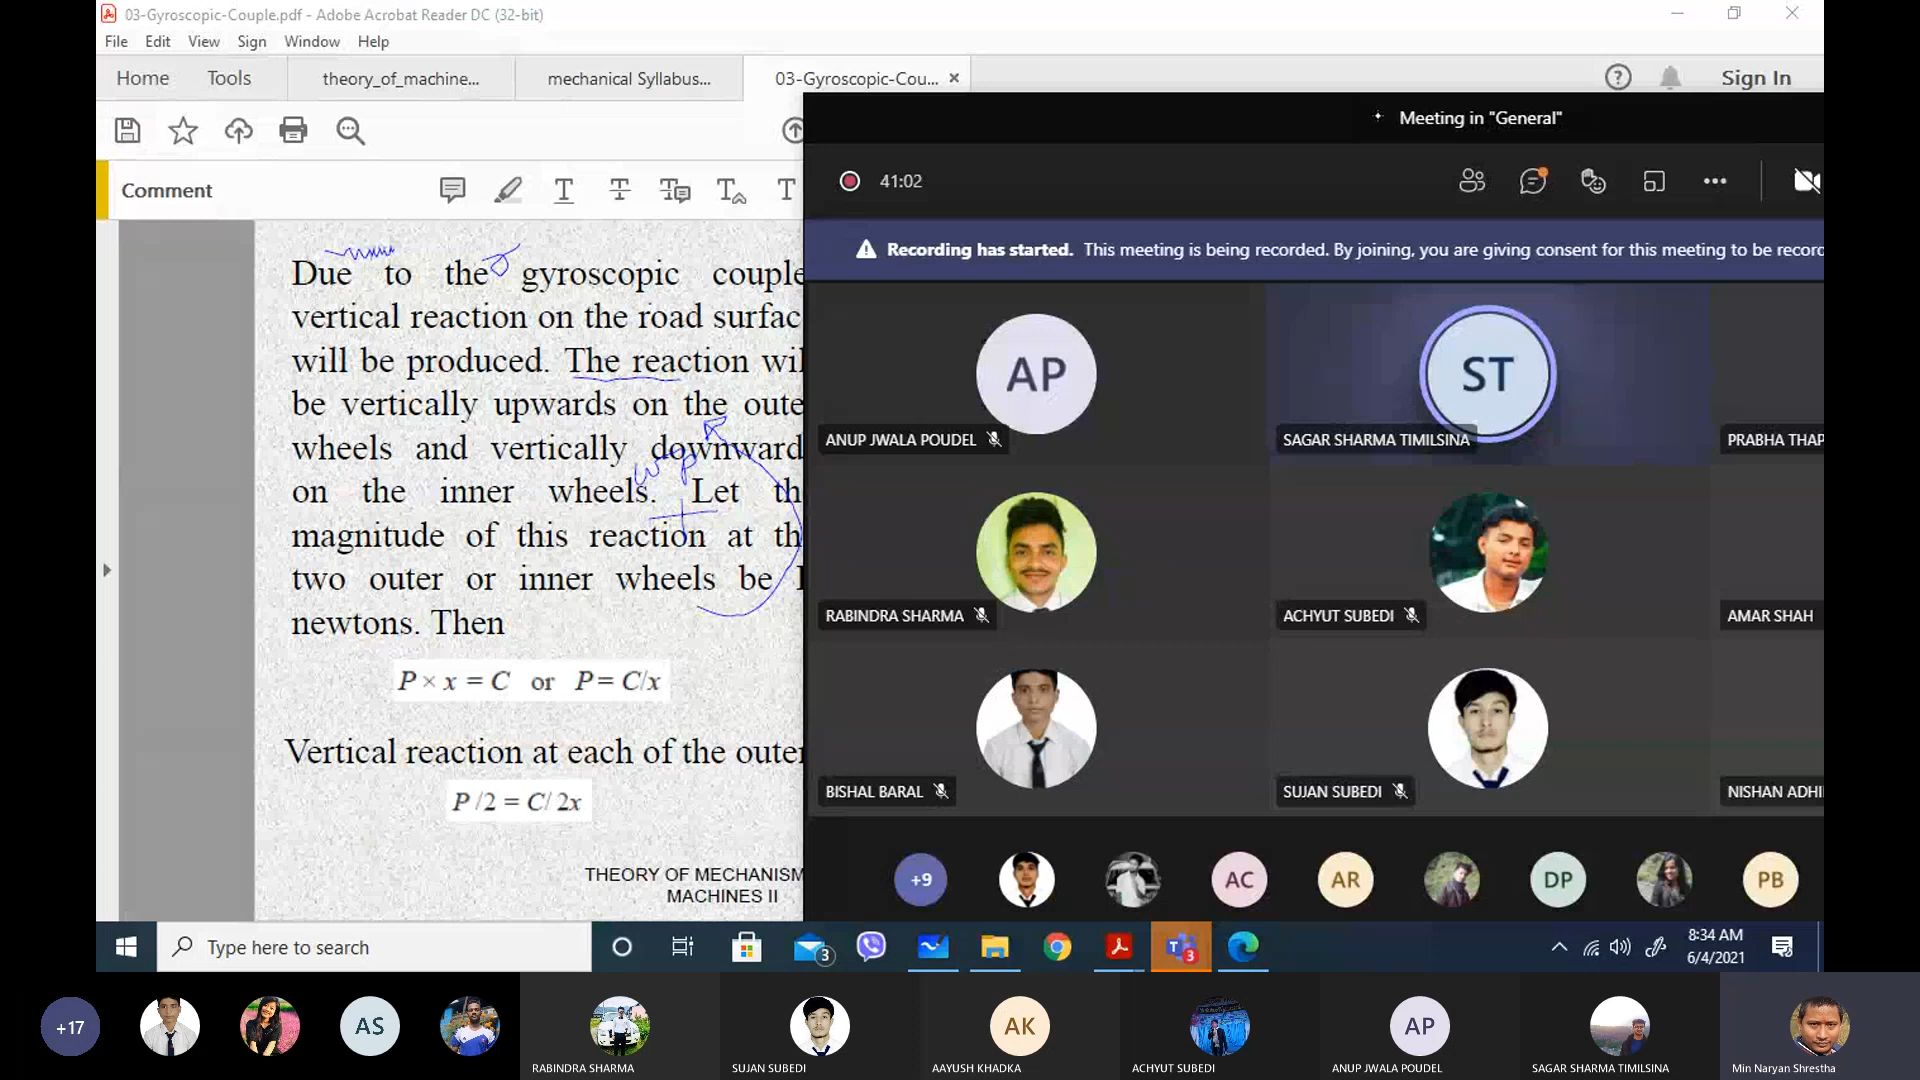 03-Gyroscopic-Couple.pdf - Adobe Acrobat Reader DC (32-bit)
File Edit View Sign Window Help
Home Tools theory_of_machine... mechanical Syllabus... 03-Gyroscopic-Cou... Sign In
Meeting in "General"
Comment
41:02
Recording has started. This meeting is being recorded. By joining, you are giving consent for this meeting to be recorc
Due to the gyroscopic couple
vertical reaction on the road surfac
will be produced. The reaction wil
be vertically upwards on the oute
wheels and vertically downward
on the inner wheels. Let th
magnitude of this reaction at th
two outer or inner wheels be
newtons. Then
P × x = C or P = C/x
Vertical reaction at each of the outer
P /2 = C/ 2x
THEORY OF MECHANISM
MACHINES II
AP
ST
ANUP JWALA POUDEL
SAGAR SHARMA TIMILSINA
PRABHA THAP
RABINDRA SHARMA
ACHYUT SUBEDI
AMAR SHAH
BISHAL BARAL
SUJAN SUBEDI
NISHAN ADHI
+9 AC AR DP PB
Type here to search
3
3
8:34 AM
6/4/2021
+17 AS AK AP
RABINDRA SHARMA SUJAN SUBEDI AAYUSH KHADKA ACHYUT SUBEDI ANUP JWALA POUDEL SAGAR SHARMA TIMILSINA Min Naryan Shrestha